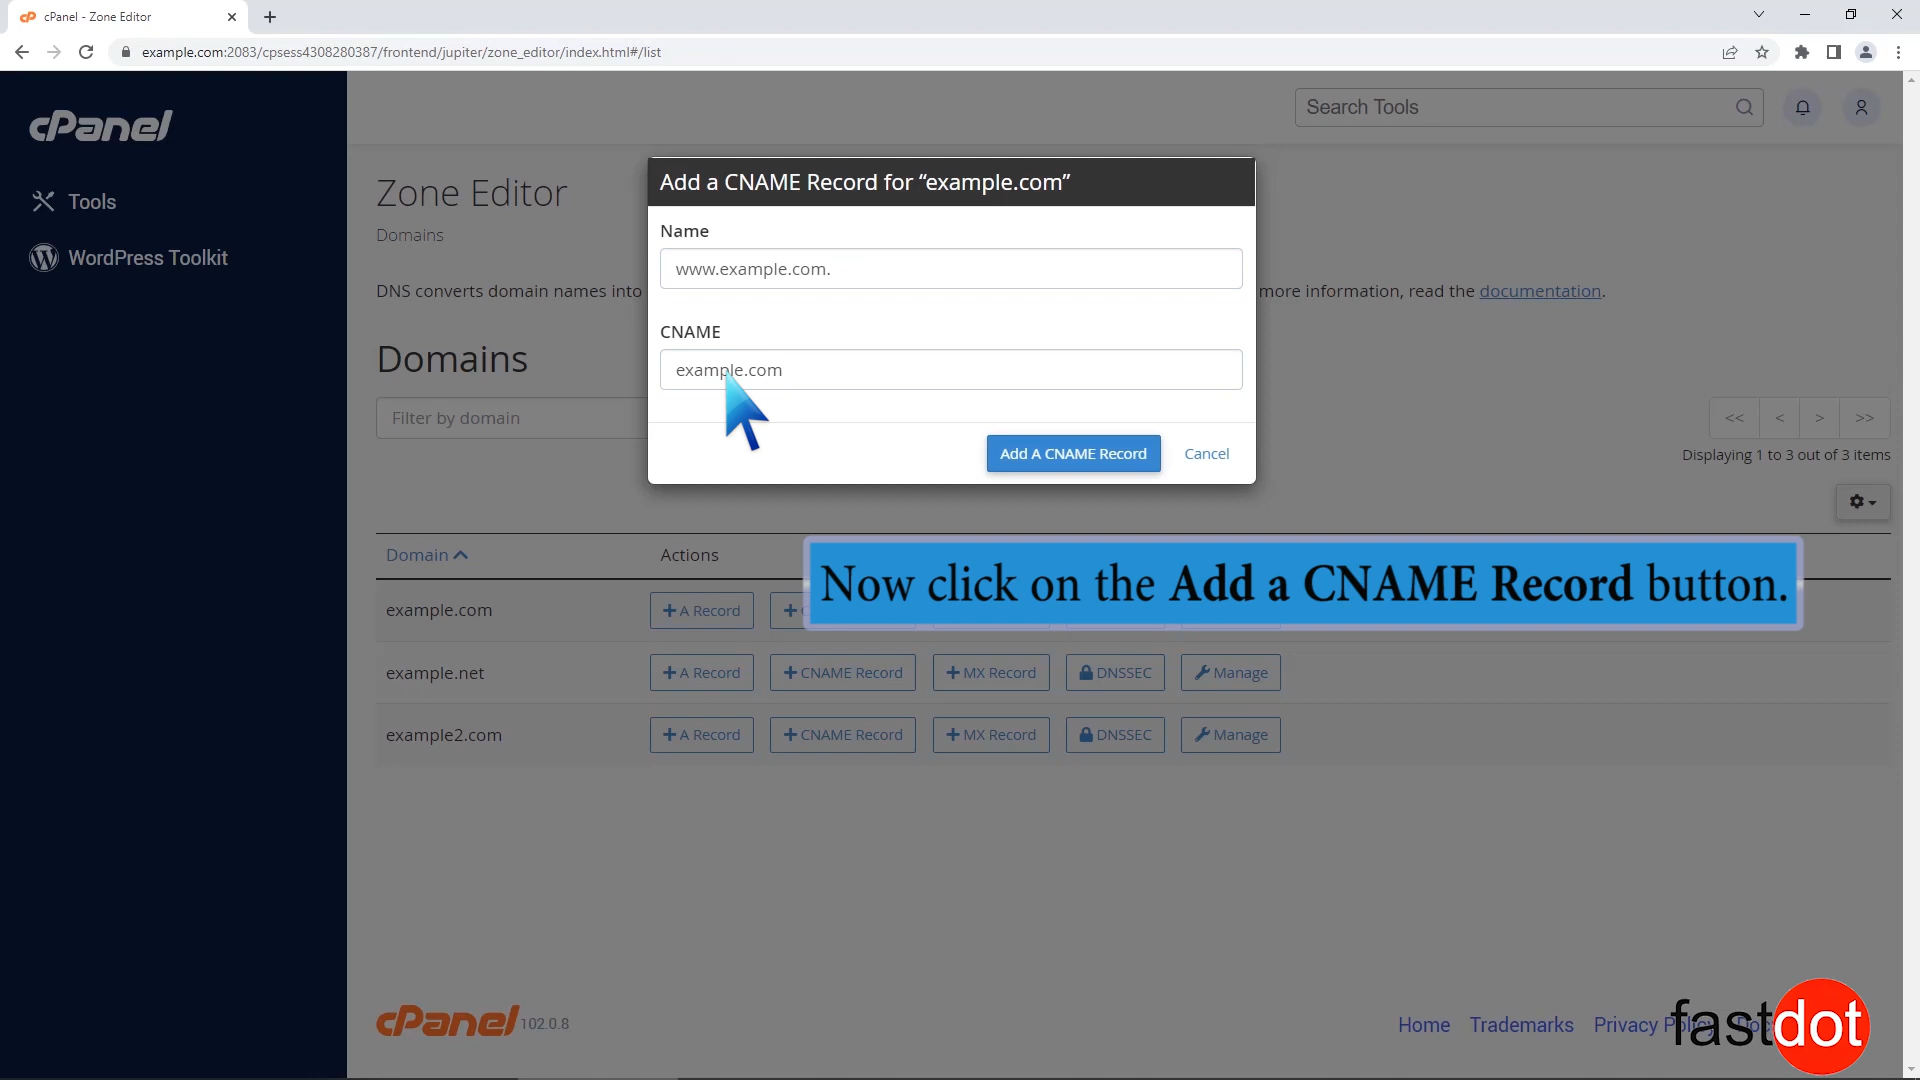 cPanel - Zone Editor
example.com:2083/cpsess4308280387/frontend/jupiter/zone_editor/index.html#/list
cPanel
Search Tools
Tools
WordPress Toolkit
Zone Editor
Domains
DNS converts domain names into
more information, read the documentation.
Add a CNAME Record for “example.com”
Name
www.example.com.
CNAME
example.com
Add A CNAME Record Cancel
Domains
Filter by domain
<< < > >>
Displaying 1 to 3 out of 3 items
Domain Actions
Now click on the Add a CNAME Record button.
example.com A Record
example.net A Record CNAME Record MX Record DNSSEC Manage
example2.com A Record CNAME Record MX Record DNSSEC Manage
cPanel 102.0.8
Home Trademarks Privacy Policy
fastdot